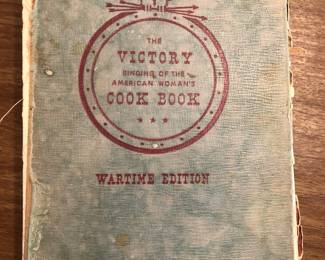 THE
VICTORY
BINDING OF THE
AMERICAN WOMAN'S
COOK BOOK
WARTIME EDITION